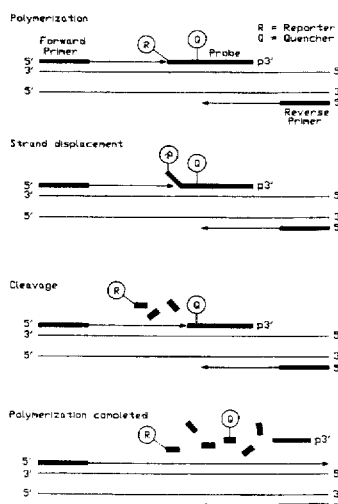 Polymerization
R = Reporter
Q = Quencher
Forward
Primer
R
Q
Probe
5'
p3'
3'
5'
5'
3'
5'
Reverse
Primer
Strand displacement
R
Q
5'
p3'
3'
5'
5'
3'
5'
Cleavage
R
Q
5'
p3'
3'
5'
5'
3'
5'
Polymerization completed
R
Q
p3'
5'
3'
5'
5'
3'